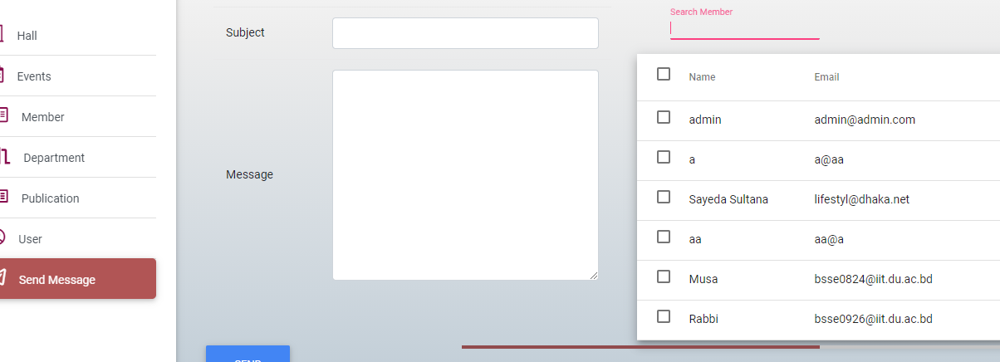 Hall
Events
Member
Department
Publication
User
Send Message
Subject
Message
SEND
Search Member
Name Email
admin admin@admin.com
a a@aa
Sayeda Sultana lifestyl@dhaka.net
aa aa@a
Musa bsse0824@iit.du.ac.bd
Rabbi bsse0926@iit.du.ac.bd